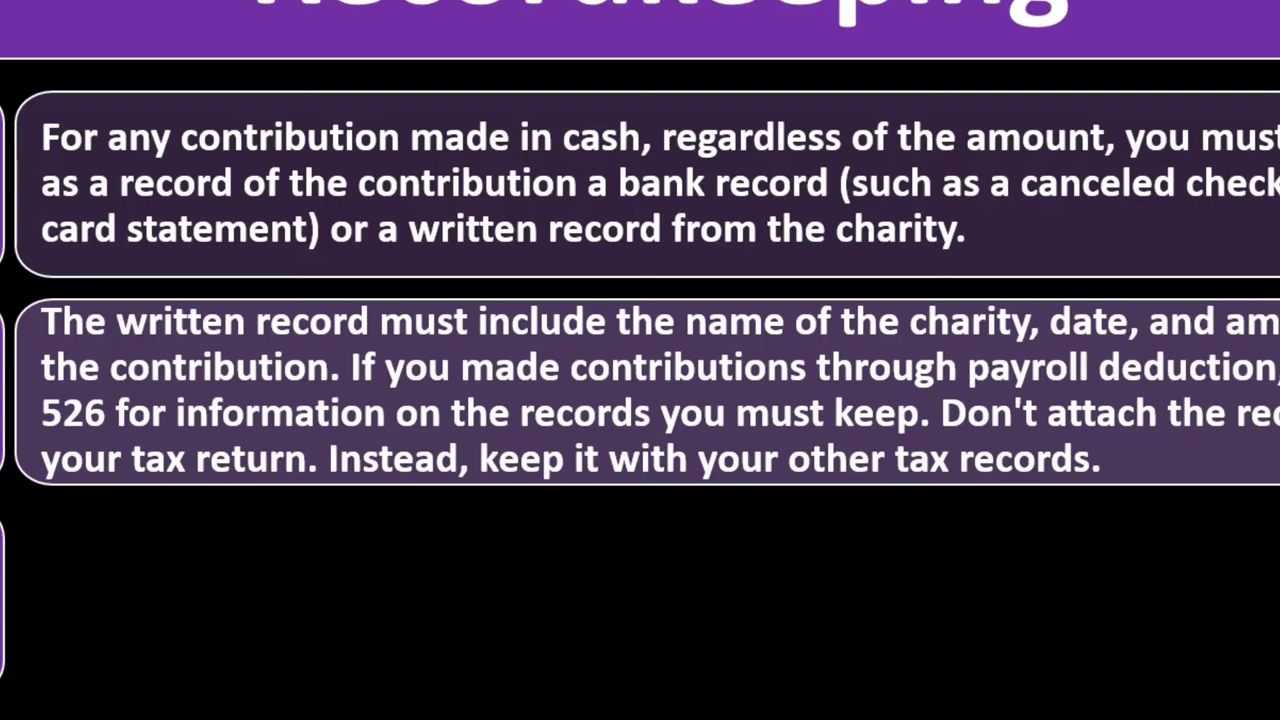 Recordkeeping
For any contribution made in cash, regardless of the amount, you must
as a record of the contribution a bank record (such as a canceled check
card statement) or a written record from the charity.
The written record must include the name of the charity, date, and am
the contribution. If you made contributions through payroll deduction,
526 for information on the records you must keep. Don't attach the rec
your tax return. Instead, keep it with your other tax records.